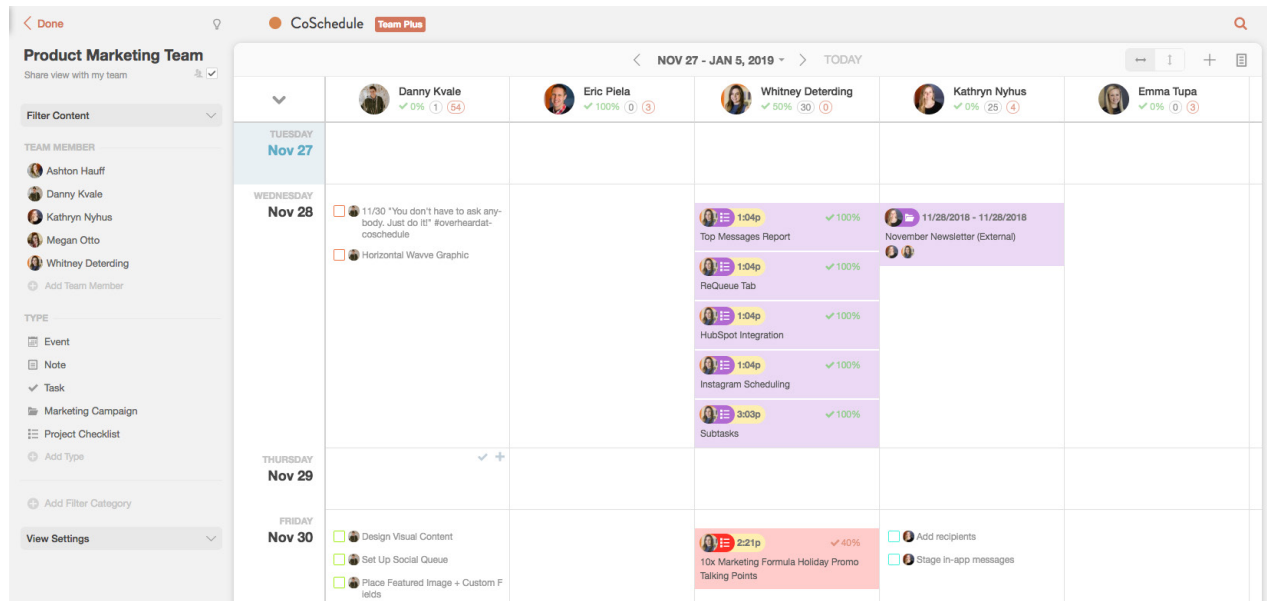 Done
CoSchedule Team Plus
Product Marketing Team
Share view with my team
NOV 27 - JAN 5, 2019 TODAY
Filter Content
TEAM MEMBER
Ashton Hauff
Danny Kvale
Kathryn Nyhus
Megan Otto
Whitney Deterding
Add Team Member
TYPE
Event
Note
Task
Marketing Campaign
Project Checklist
Add Type
Add Filter Category
View Settings
Danny Kvale
0% 1 54
Eric Piela
100% 0 3
Whitney Deterding
50% 30 0
Kathryn Nyhus
0% 25 4
Emma Tupa
0% 0 3
TUESDAY
Nov 27
WEDNESDAY
Nov 28
11/30 "You don't have to ask any-
body. Just do it!" #overheardat-
coschedule
Horizontal Wavve Graphic
1:04p 100%
Top Messages Report
1:04p 100%
ReQueue Tab
1:04p 100%
HubSpot Integration
1:04p 100%
Instagram Scheduling
3:03p 100%
Subtasks
11/28/2018 - 11/28/2018
November Newsletter (External)
THURSDAY
Nov 29
FRIDAY
Nov 30
Design Visual Content
Set Up Social Queue
Place Featured Image + Custom F
ields
2:21p 40%
10x Marketing Formula Holiday Promo
Talking Points
Add recipients
Stage in-app messages